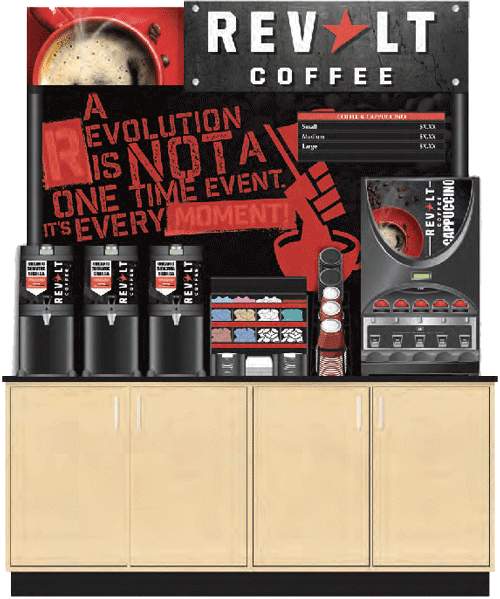 REV★LT
COFFEE
A
REVOLUTION
IS NOT A
ONE TIME EVENT.
IT'S EVERY MOMENT!
COFFEE & CAPPUCCINO
Small $X.XX
Medium $X.XX
Large $X.XX
REV★LT
COFFEE
CAPPUCCINO
REV★LT
COFFEE
REV★LT
COFFEE
REV★LT
COFFEE